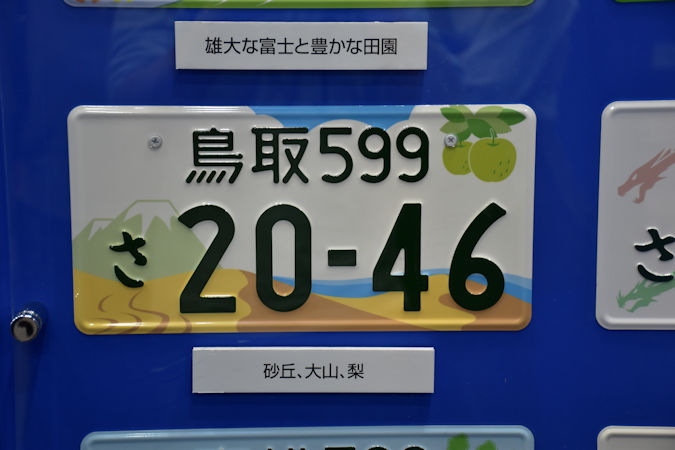 雄大な富士と豊かな田園
鳥取599
さ 20-46
さ
砂丘、大山、梨